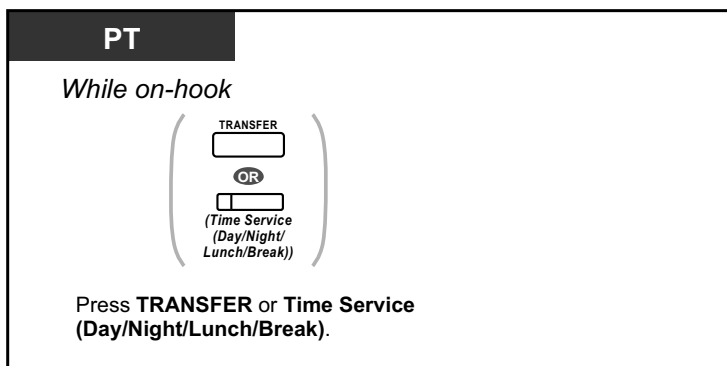 PT
While on-hook
TRANSFER
OR
(Time Service
(Day/Night/
Lunch/Break))
Press TRANSFER or Time Service
(Day/Night/Lunch/Break).